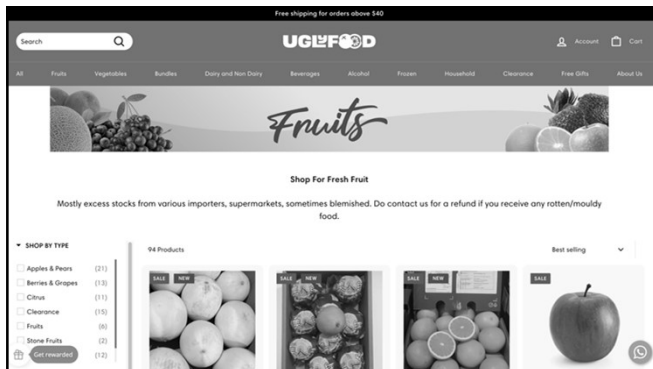 Free shipping for orders above $40
Search
UGLYFOOD
Account
Cart
All Fruits Vegetables Bundles Dairy and Non Dairy Beverages Alcohol Frozen Household Clearance Free Gifts About Us
Fruits
Shop For Fresh Fruit
Mostly excess stocks from various importers, supermarkets, sometimes blemished. Do contact us for a refund if you receive any rotten/mouldy
food.
SHOP BY TYPE
94 Products
Best selling
Apples & Pears (21)
Berries & Grapes (13)
Citrus (11)
Clearance (15)
Fruits (6)
Stone Fruits (2)
(12)
Get rewarded
SALE NEW
SALE NEW
SALE NEW
SALE